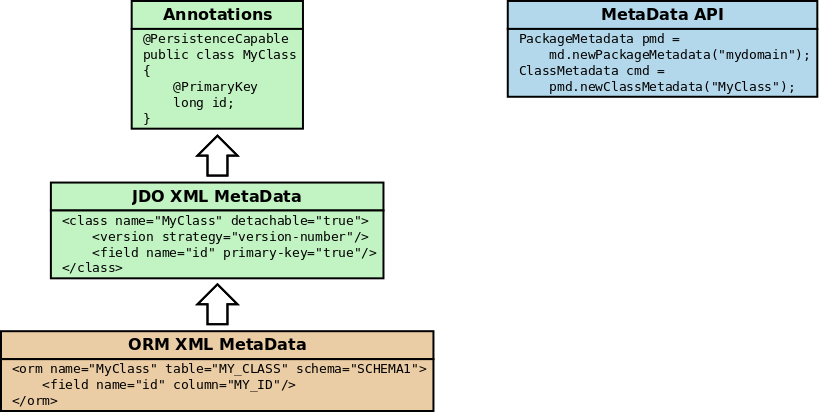 Annotations
@PersistenceCapable
public class MyClass
{
    @PrimaryKey
    long id;
}
MetaData API
PackageMetadata pmd =
    md.newPackageMetadata("mydomain");
ClassMetadata cmd =
    pmd.newClassMetadata("MyClass");
JDO XML MetaData
<class name="MyClass" detachable="true">
    <version strategy="version-number"/>
    <field name="id" primary-key="true"/>
</class>
ORM XML MetaData
<orm name="MyClass" table="MY_CLASS" schema="SCHEMA1">
    <field name="id" column="MY_ID"/>
</orm>